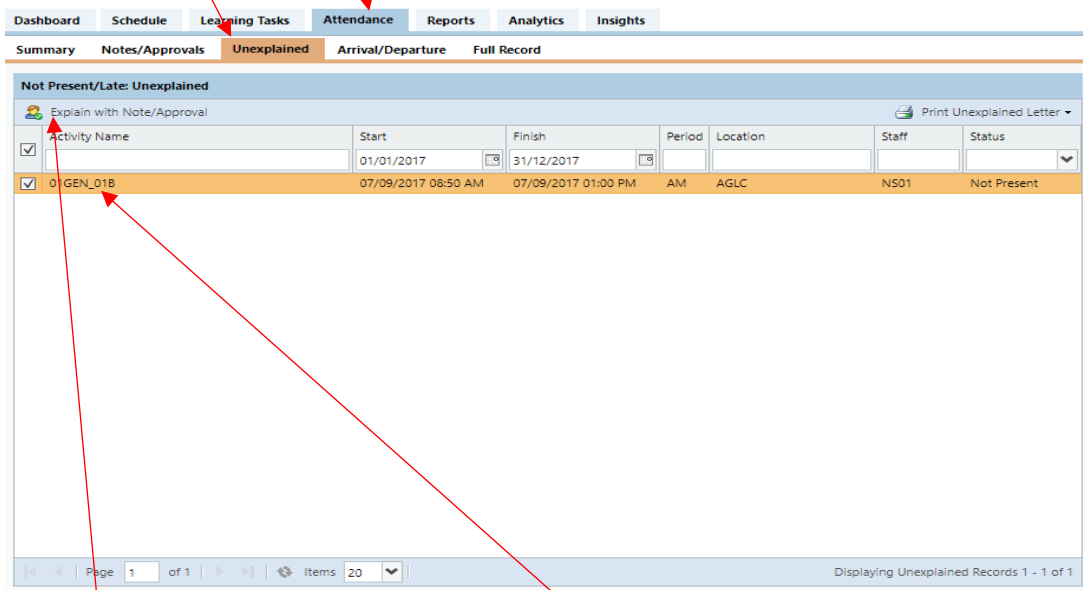 Dashboard Schedule Learning Tasks Attendance Reports Analytics Insights
Summary Notes/Approvals Unexplained Arrival/Departure Full Record
Not Present/Late: Unexplained
Explain with Note/Approval Print Unexplained Letter
Activity Name Start Finish Period Location Staff Status
01/01/2017 31/12/2017
01GEN_01B 07/09/2017 08:50 AM 07/09/2017 01:00 PM AM AGLC NS01 Not Present
Page 1 of 1 Items 20 Displaying Unexplained Records 1 - 1 of 1